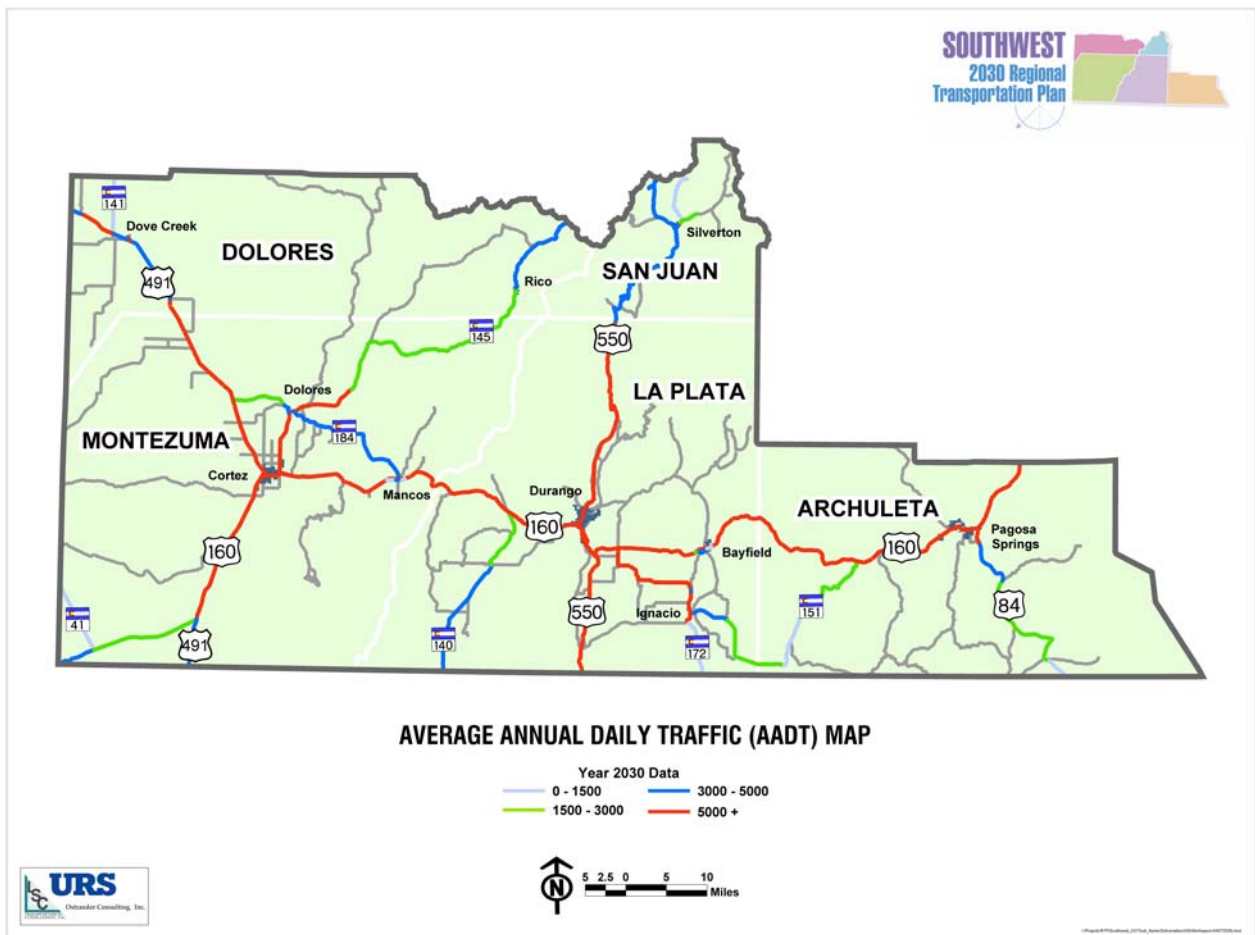 SOUTHWEST
2030 Regional
Transportation Plan
141
Dove Creek
DOLORES
491
Silverton
SAN JUAN
Rico
145
550
Dolores
LA PLATA
184
MONTEZUMA
Cortez
Mancos
Durango
160
ARCHULETA
160
Pagosa
Springs
160
Bayfield
41
491
140
550
Ignacio
172
151
84
AVERAGE ANNUAL DAILY TRAFFIC (AADT) MAP
Year 2030 Data
0 - 1500
3000 - 5000
1500 - 3000
5000 +
N
5 2.5 0 5 10
Miles
LSC
URS
Ostrander Consulting, Inc.